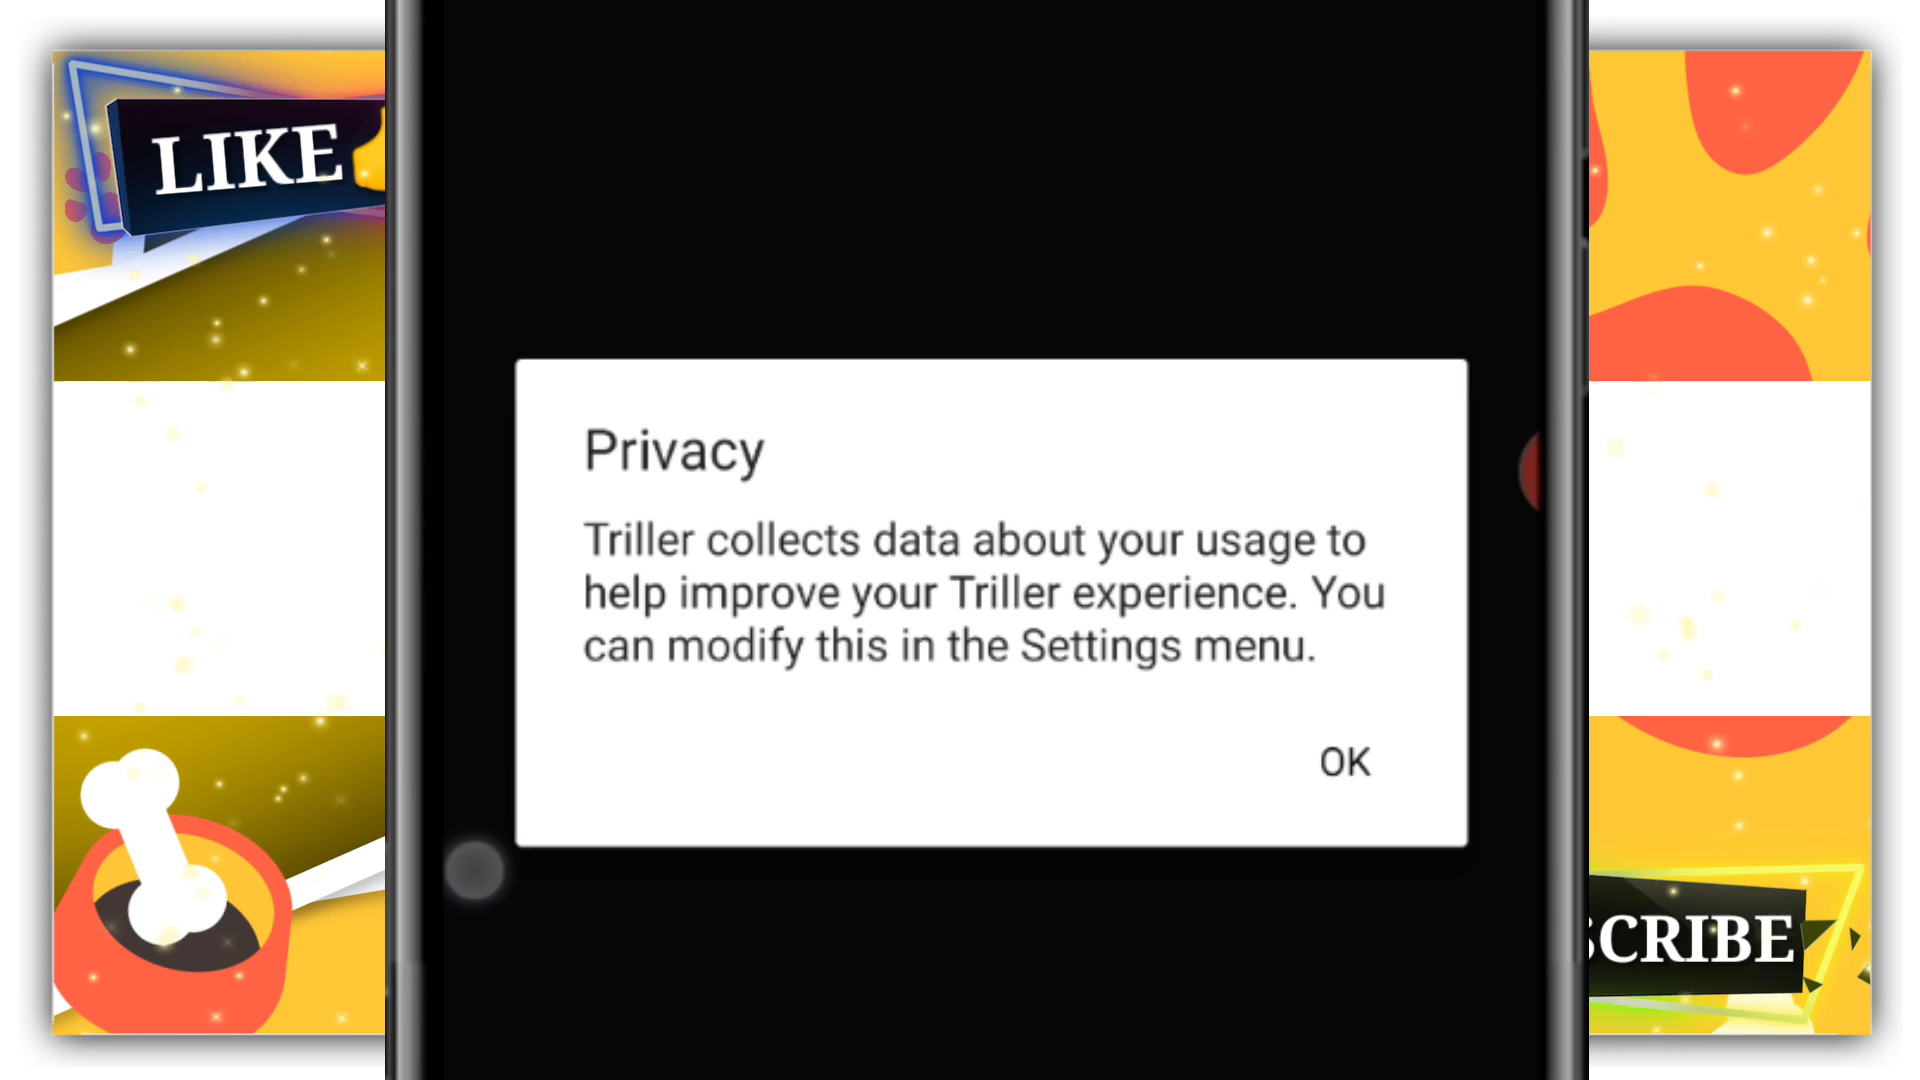 LIKE
Privacy
Triller collects data about your usage to
help improve your Triller experience. You
can modify this in the Settings menu.
OK
SCRIBE